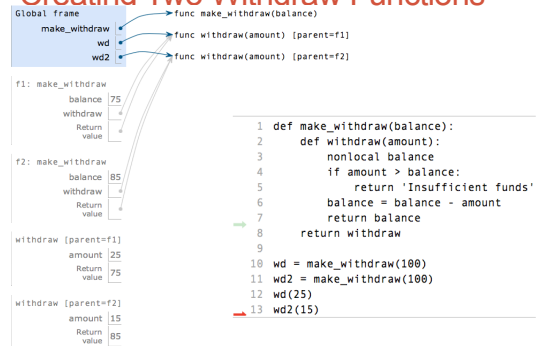 Creating Two Withdraw Functions
Global frame
make_withdraw
wd
wd2
func make_withdraw(balance)
func withdraw(amount) [parent=f1]
func withdraw(amount) [parent=f2]
f1: make_withdraw
balance 75
withdraw
Return
value
f2: make_withdraw
balance 85
withdraw
Return
value
withdraw [parent=f1]
amount 25
Return
value 75
withdraw [parent=f2]
amount 15
Return
value 85
1 def make_withdraw(balance):
2     def withdraw(amount):
3         nonlocal balance
4         if amount > balance:
5             return 'Insufficient funds'
6         balance = balance - amount
7         return balance
8     return withdraw
9
10 wd = make_withdraw(100)
11 wd2 = make_withdraw(100)
12 wd(25)
13 wd2(15)